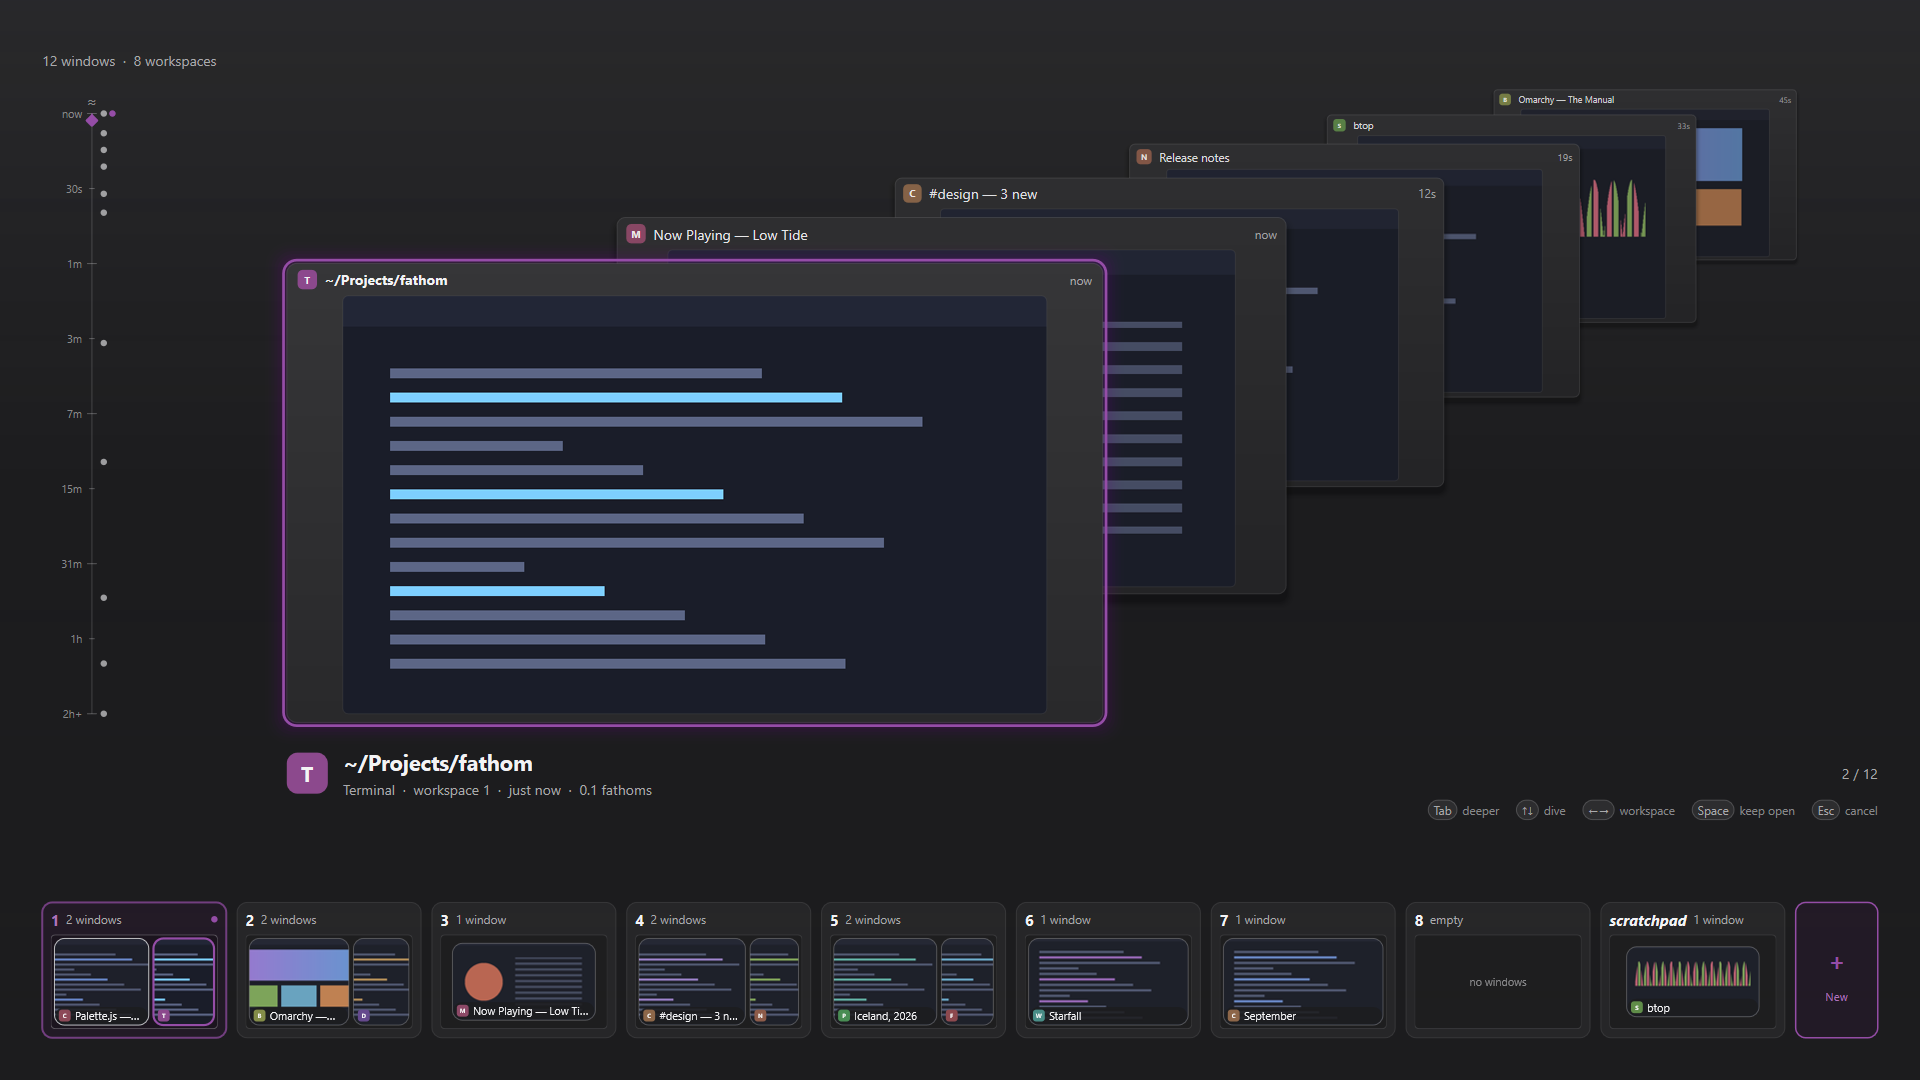 12 windows · 8 workspaces
≈
now
30s
1m
3m
7m
15m
31m
1h
2h+
B Omarchy — The Manual 45s
S btop 33s
N Release notes 19s
C #design — 3 new 12s
M Now Playing — Low Tide now
T ~/Projects/fathom now
T ~/Projects/fathom
Terminal · workspace 1 · just now · 0.1 fathoms
2 / 12
Tab deeper ↑↓ dive ←→ workspace Space keep open Esc cancel
1 2 windows
C Palette.js —...
T
2 2 windows
B Omarchy —...
D
3 1 window
M Now Playing — Low Ti...
4 2 windows
C #design — 3 n...
N
5 2 windows
P Iceland, 2026
F
6 1 window
W Starfall
7 1 window
C September
8 empty
no windows
scratchpad 1 window
S btop
+
New